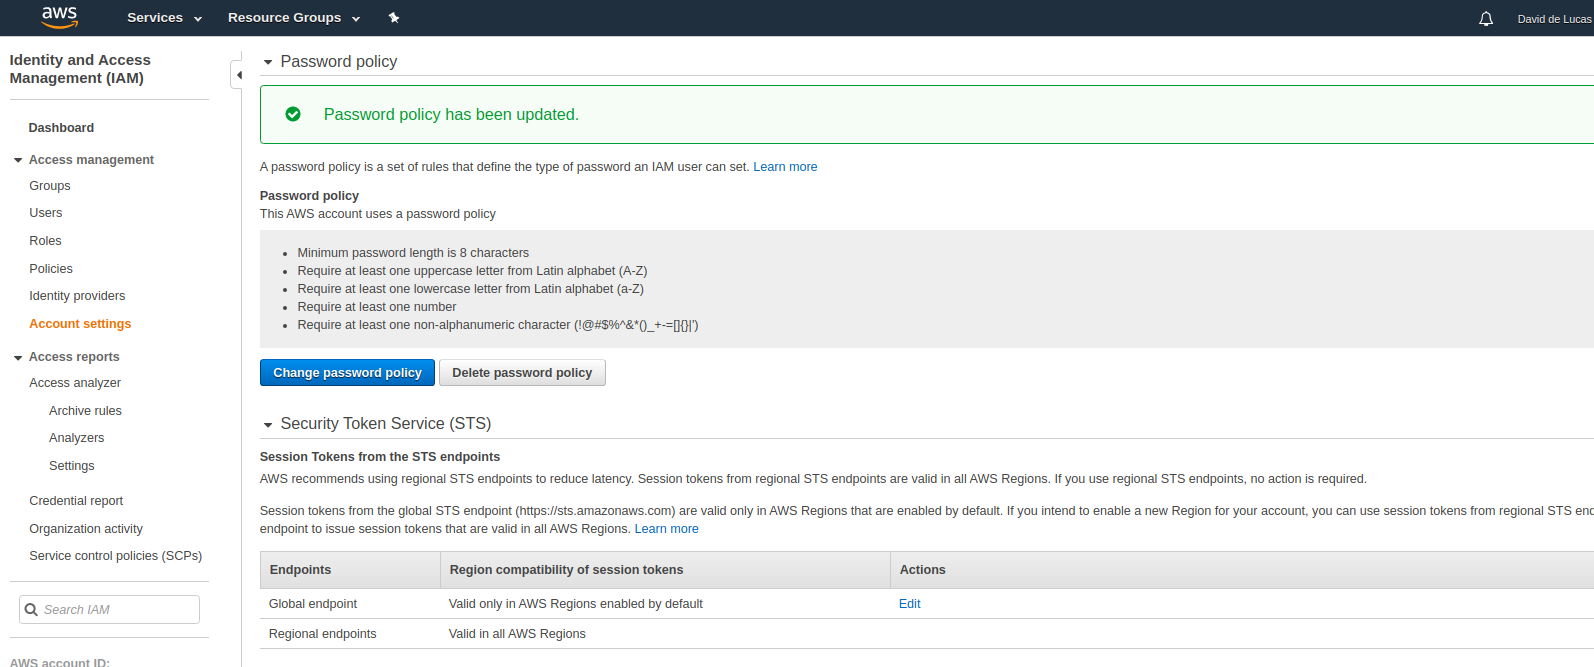 aws
Services
Resource Groups
David de Lucas
Identity and Access
Management (IAM)
Dashboard
Access management
Groups
Users
Roles
Policies
Identity providers
Account settings
Access reports
Access analyzer
Archive rules
Analyzers
Settings
Credential report
Organization activity
Service control policies (SCPs)
Search IAM
AWS account ID:
Password policy
Password policy has been updated.
A password policy is a set of rules that define the type of password an IAM user can set. Learn more
Password policy
This AWS account uses a password policy
• Minimum password length is 8 characters
• Require at least one uppercase letter from Latin alphabet (A-Z)
• Require at least one lowercase letter from Latin alphabet (a-Z)
• Require at least one number
• Require at least one non-alphanumeric character (!@#$%^&*()_+-=[]{}|')
Change password policy
Delete password policy
Security Token Service (STS)
Session Tokens from the STS endpoints
AWS recommends using regional STS endpoints to reduce latency. Session tokens from regional STS endpoints are valid in all AWS Regions. If you use regional STS endpoints, no action is required.
Session tokens from the global STS endpoint (https://sts.amazonaws.com) are valid only in AWS Regions that are enabled by default. If you intend to enable a new Region for your account, you can use session tokens from regional STS
endpoint to issue session tokens that are valid in all AWS Regions. Learn more
Endpoints Region compatibility of session tokens Actions
Global endpoint Valid only in AWS Regions enabled by default Edit
Regional endpoints Valid in all AWS Regions